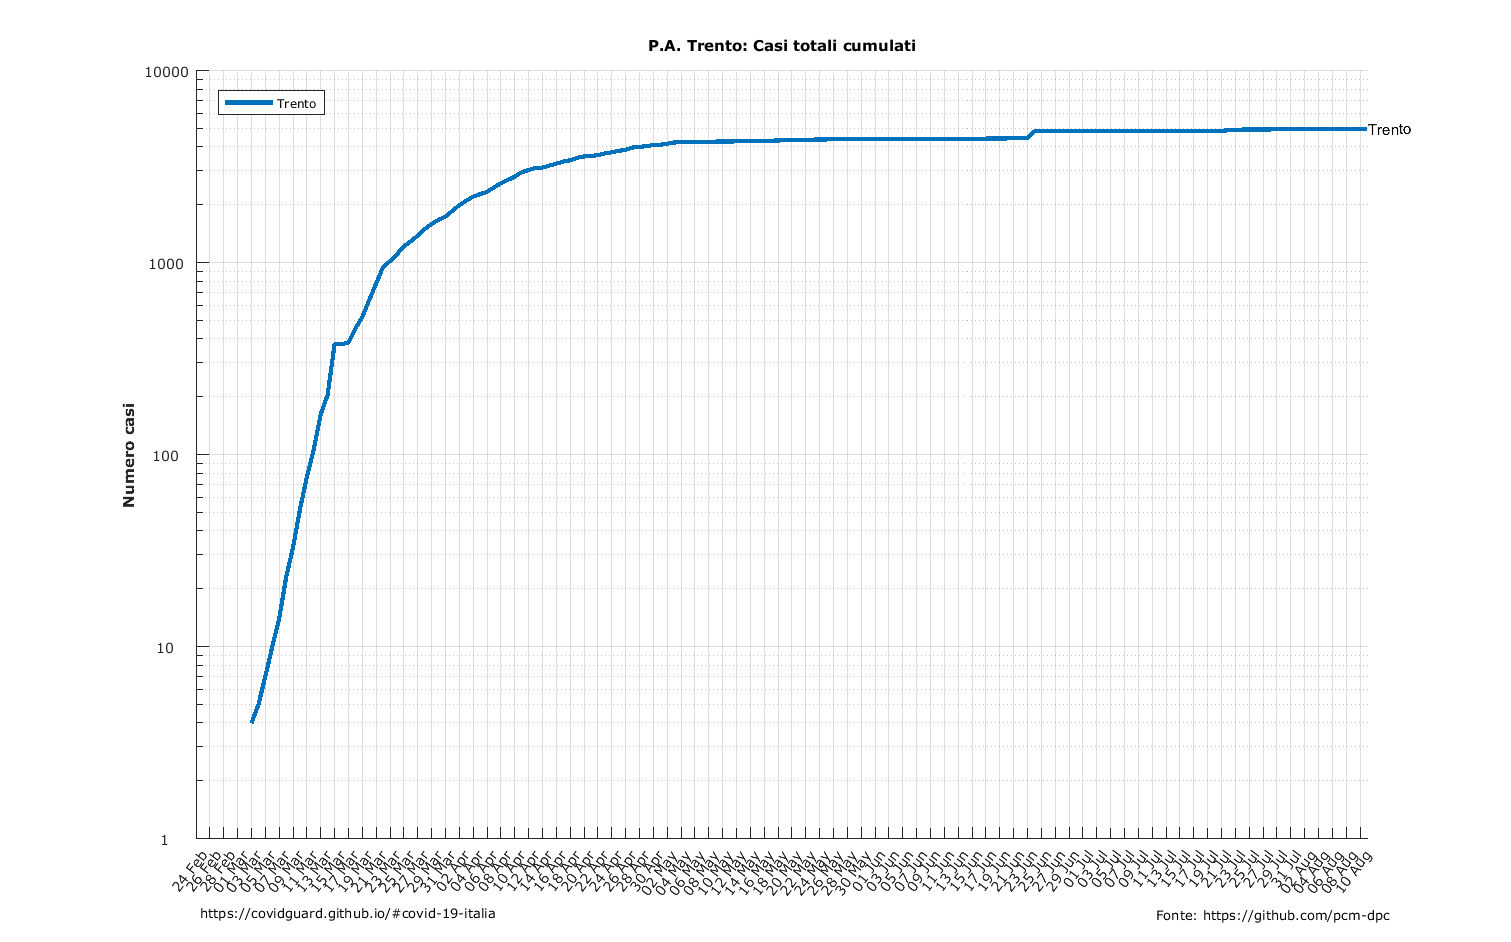 P.A. Trento: Casi totali cumulati
10000
1000
100
10
1
Numero casi
Trento
Trento
24 Feb
26 Feb
28 Feb
01 Mar
03 Mar
05 Mar
07 Mar
09 Mar
11 Mar
13 Mar
15 Mar
17 Mar
19 Mar
21 Mar
23 Mar
25 Mar
27 Mar
29 Mar
31 Mar
02 Apr
04 Apr
06 Apr
08 Apr
10 Apr
12 Apr
14 Apr
16 Apr
18 Apr
20 Apr
22 Apr
24 Apr
26 Apr
28 Apr
30 Apr
02 May
04 May
06 May
08 May
10 May
12 May
14 May
16 May
18 May
20 May
22 May
24 May
26 May
28 May
30 May
01 Jun
03 Jun
05 Jun
07 Jun
09 Jun
11 Jun
13 Jun
15 Jun
17 Jun
19 Jun
21 Jun
23 Jun
25 Jun
27 Jun
29 Jun
01 Jul
03 Jul
05 Jul
07 Jul
09 Jul
11 Jul
13 Jul
15 Jul
17 Jul
19 Jul
21 Jul
23 Jul
25 Jul
27 Jul
29 Jul
31 Jul
02 Aug
04 Aug
06 Aug
08 Aug
10 Aug
https://covidguard.github.io/#covid-19-italia
Fonte: https://github.com/pcm-dpc